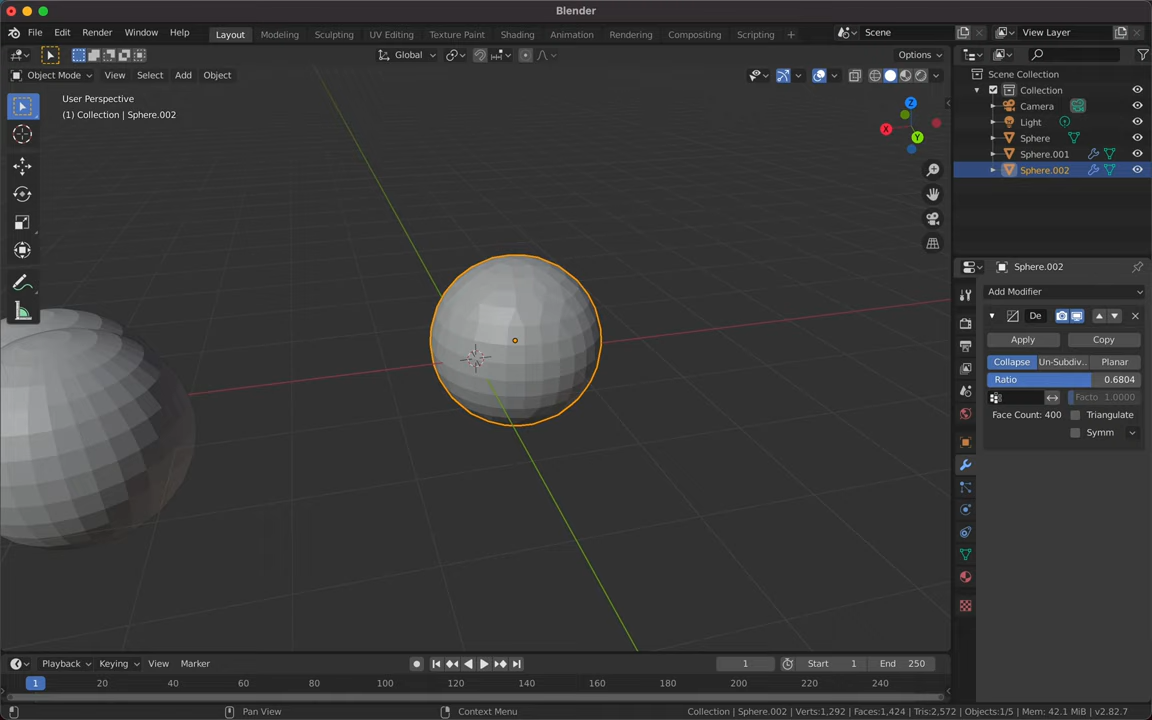 Blender
File Edit Render Window Help Layout Modeling Sculpting UV Editing Texture Paint Shading Animation Rendering Compositing Scripting + Scene View Layer
Global Options
Object Mode View Select Add Object
User Perspective
(1) Collection | Sphere.002
Z
X
Y
Scene Collection
Collection
Camera
Light
Sphere
Sphere.001
Sphere.002
Sphere.002
Add Modifier
De
Apply Copy
Collapse Un-Subdiv.. Planar
Ratio 0.6804
Facto 1.0000
Face Count: 400 Triangulate
Symm
Playback Keying View Marker 1 Start 1 End 250
1 20 40 60 80 100 120 140 160 180 200 220 240
Pan View Context Menu Collection | Sphere.002 | Verts:1,292 | Faces:1,424 | Tris:2,572 | Objects:1/5 | Mem: 42.1 MiB | v2.82.7